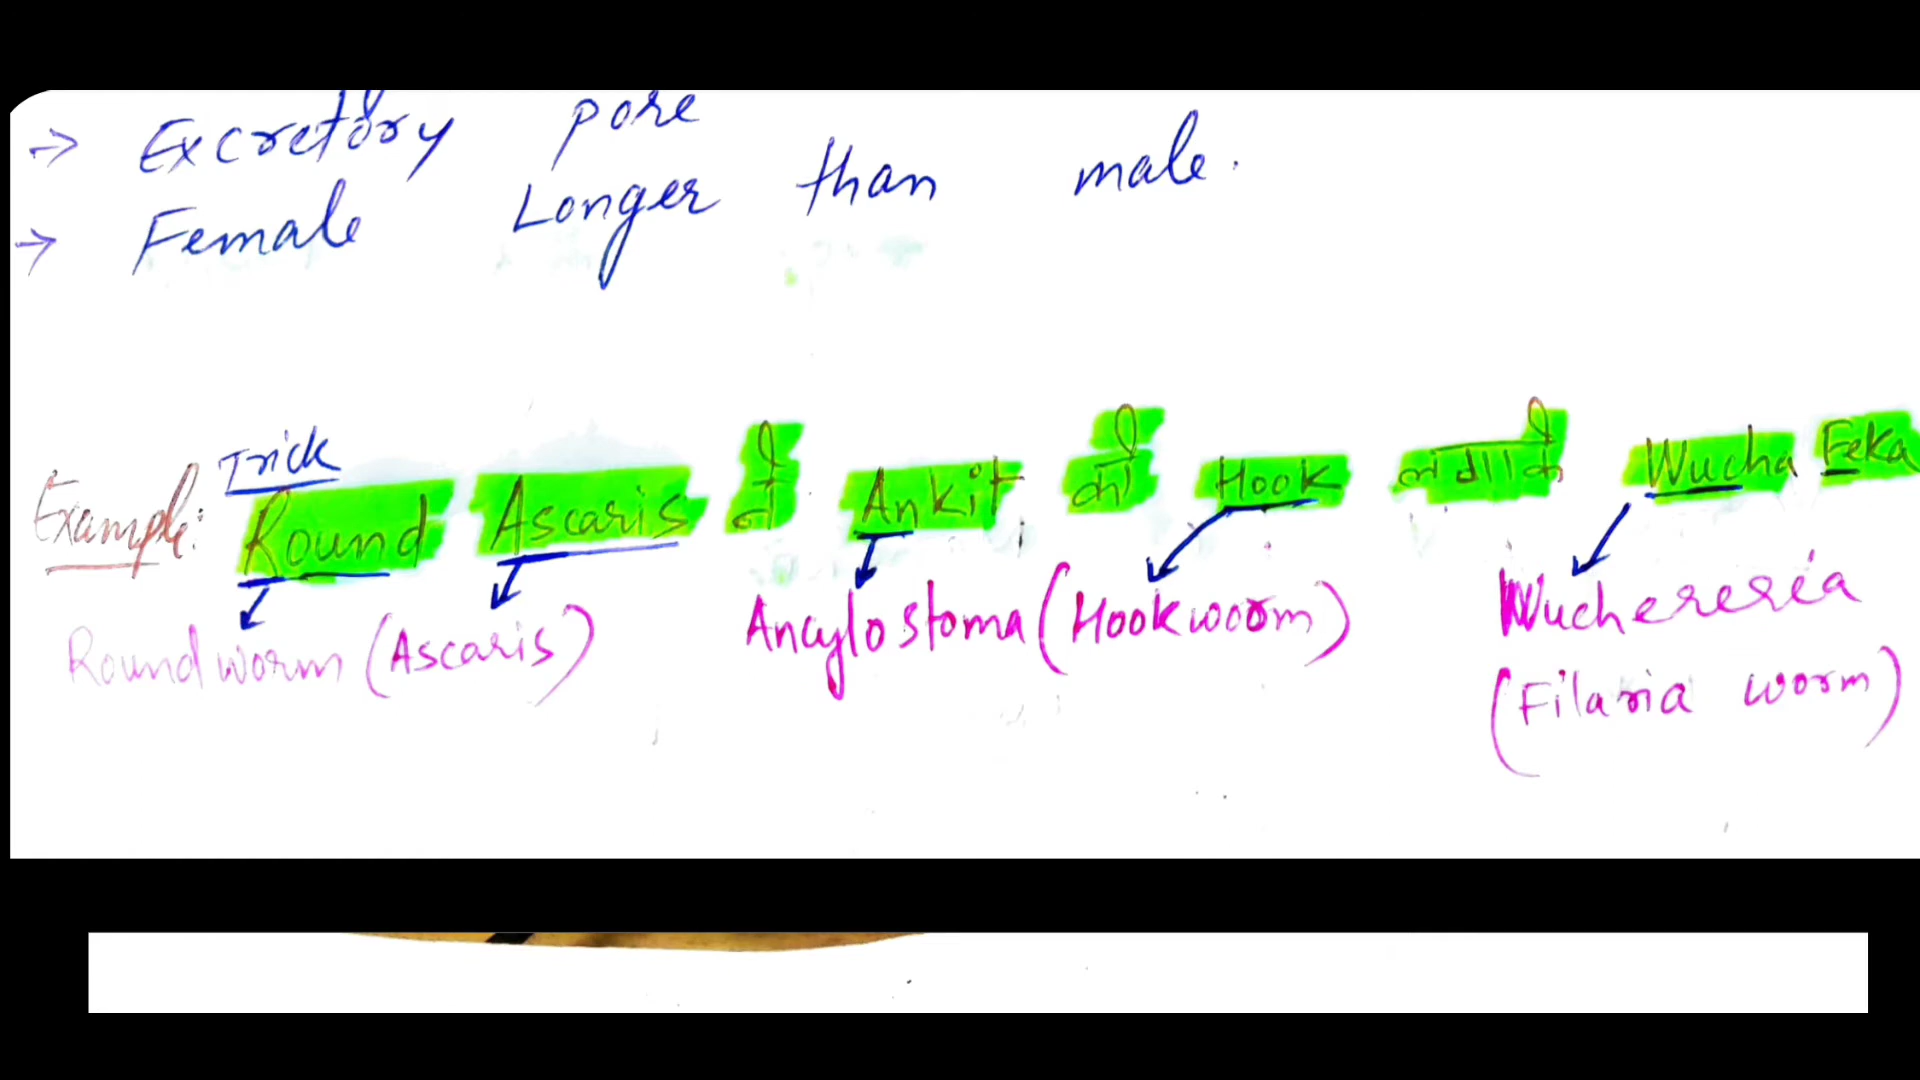 → Excretory pore
→ Female Longer than male.
Trick
Example: Round Ascaris ने Ankit को Hook Wucha Feka
Roundworm (Ascaris) Ancylostoma (Hookworm) Wuchereria
(Filaria worm)